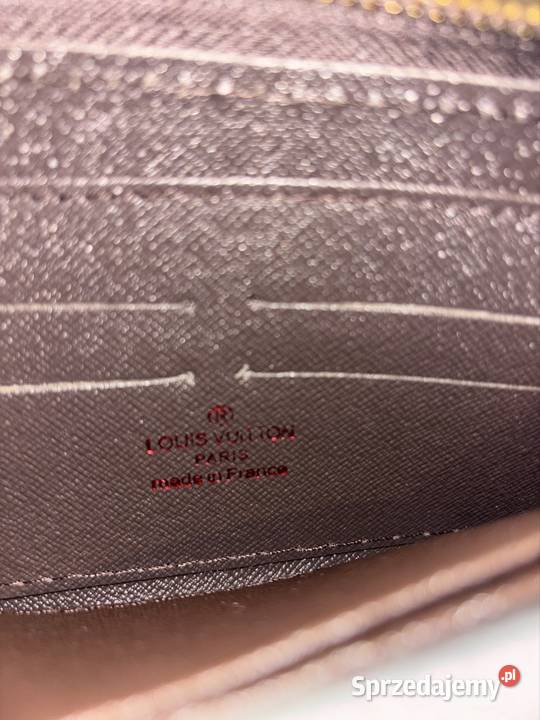 ®
LOUIS VUITTON
PARIS
made in France
Sprzedajemy.pl